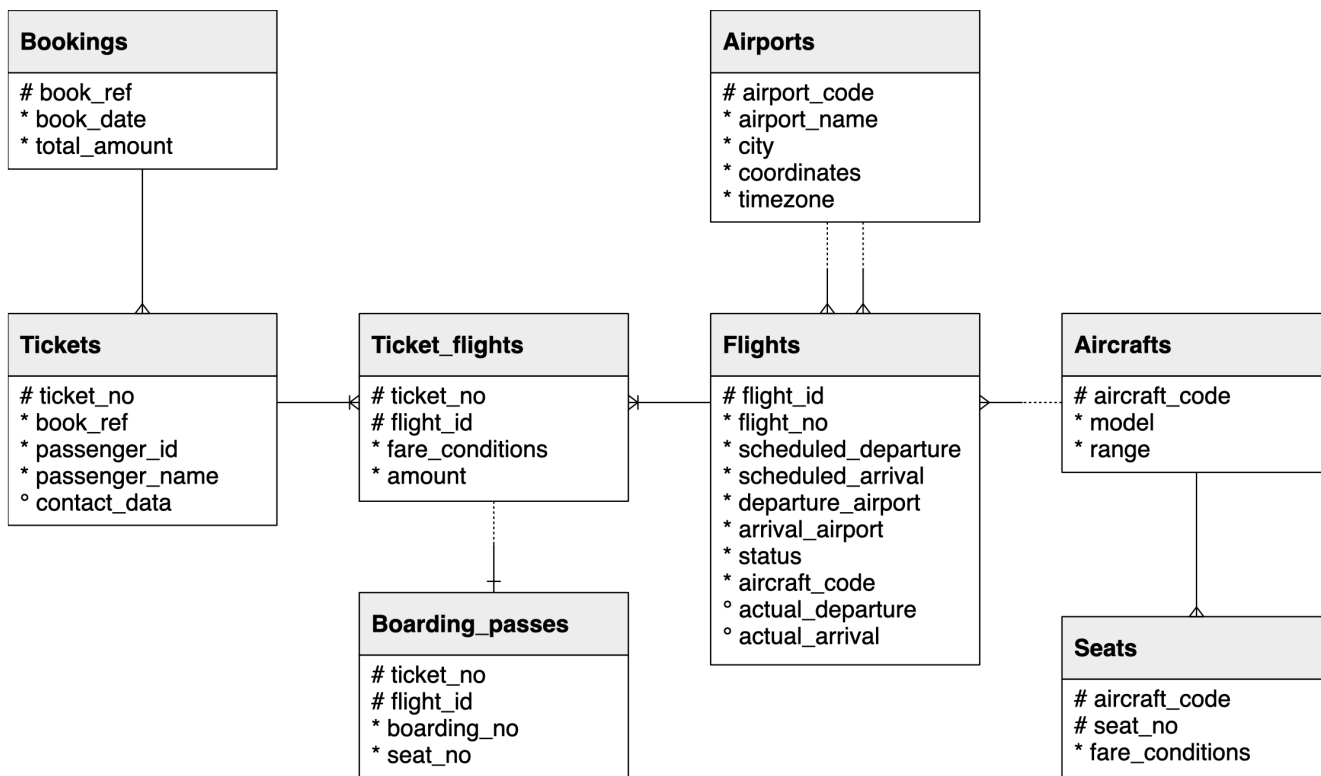 Bookings
# book_ref
* book_date
* total_amount
Airports
# airport_code
* airport_name
* city
* coordinates
* timezone
Tickets
# ticket_no
* book_ref
* passenger_id
* passenger_name
° contact_data
Ticket_flights
# ticket_no
# flight_id
* fare_conditions
* amount
Flights
# flight_id
* flight_no
* scheduled_departure
* scheduled_arrival
* departure_airport
* arrival_airport
* status
* aircraft_code
° actual_departure
° actual_arrival
Aircrafts
# aircraft_code
* model
* range
Boarding_passes
# ticket_no
# flight_id
* boarding_no
* seat_no
Seats
# aircraft_code
# seat_no
* fare_conditions